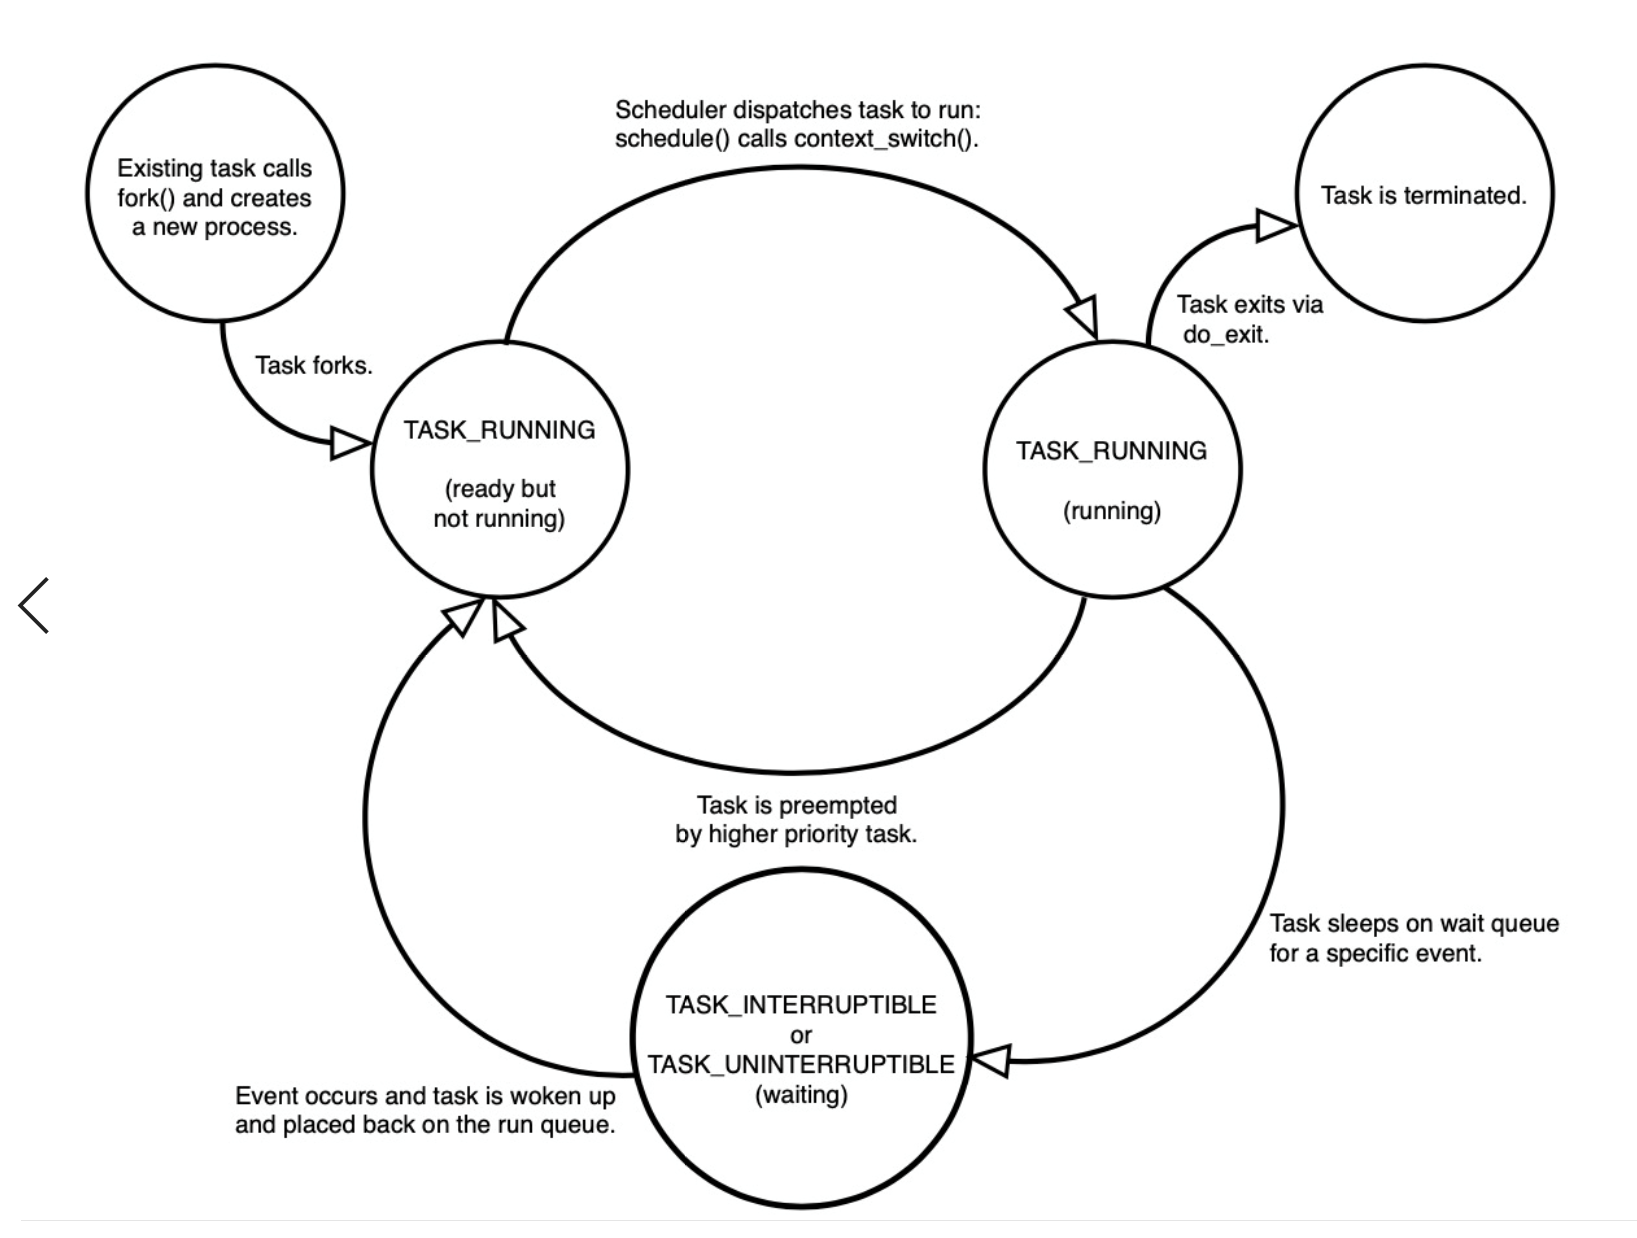 Scheduler dispatches task to run:
schedule() calls context_switch().
Existing task calls
fork() and creates
a new process.
Task is terminated.
Task exits via
do_exit.
Task forks.
TASK_RUNNING
(ready but
not running)
TASK_RUNNING
(running)
Task is preempted
by higher priority task.
Task sleeps on wait queue
for a specific event.
TASK_INTERRUPTIBLE
or
TASK_UNINTERRUPTIBLE
(waiting)
Event occurs and task is woken up
and placed back on the run queue.